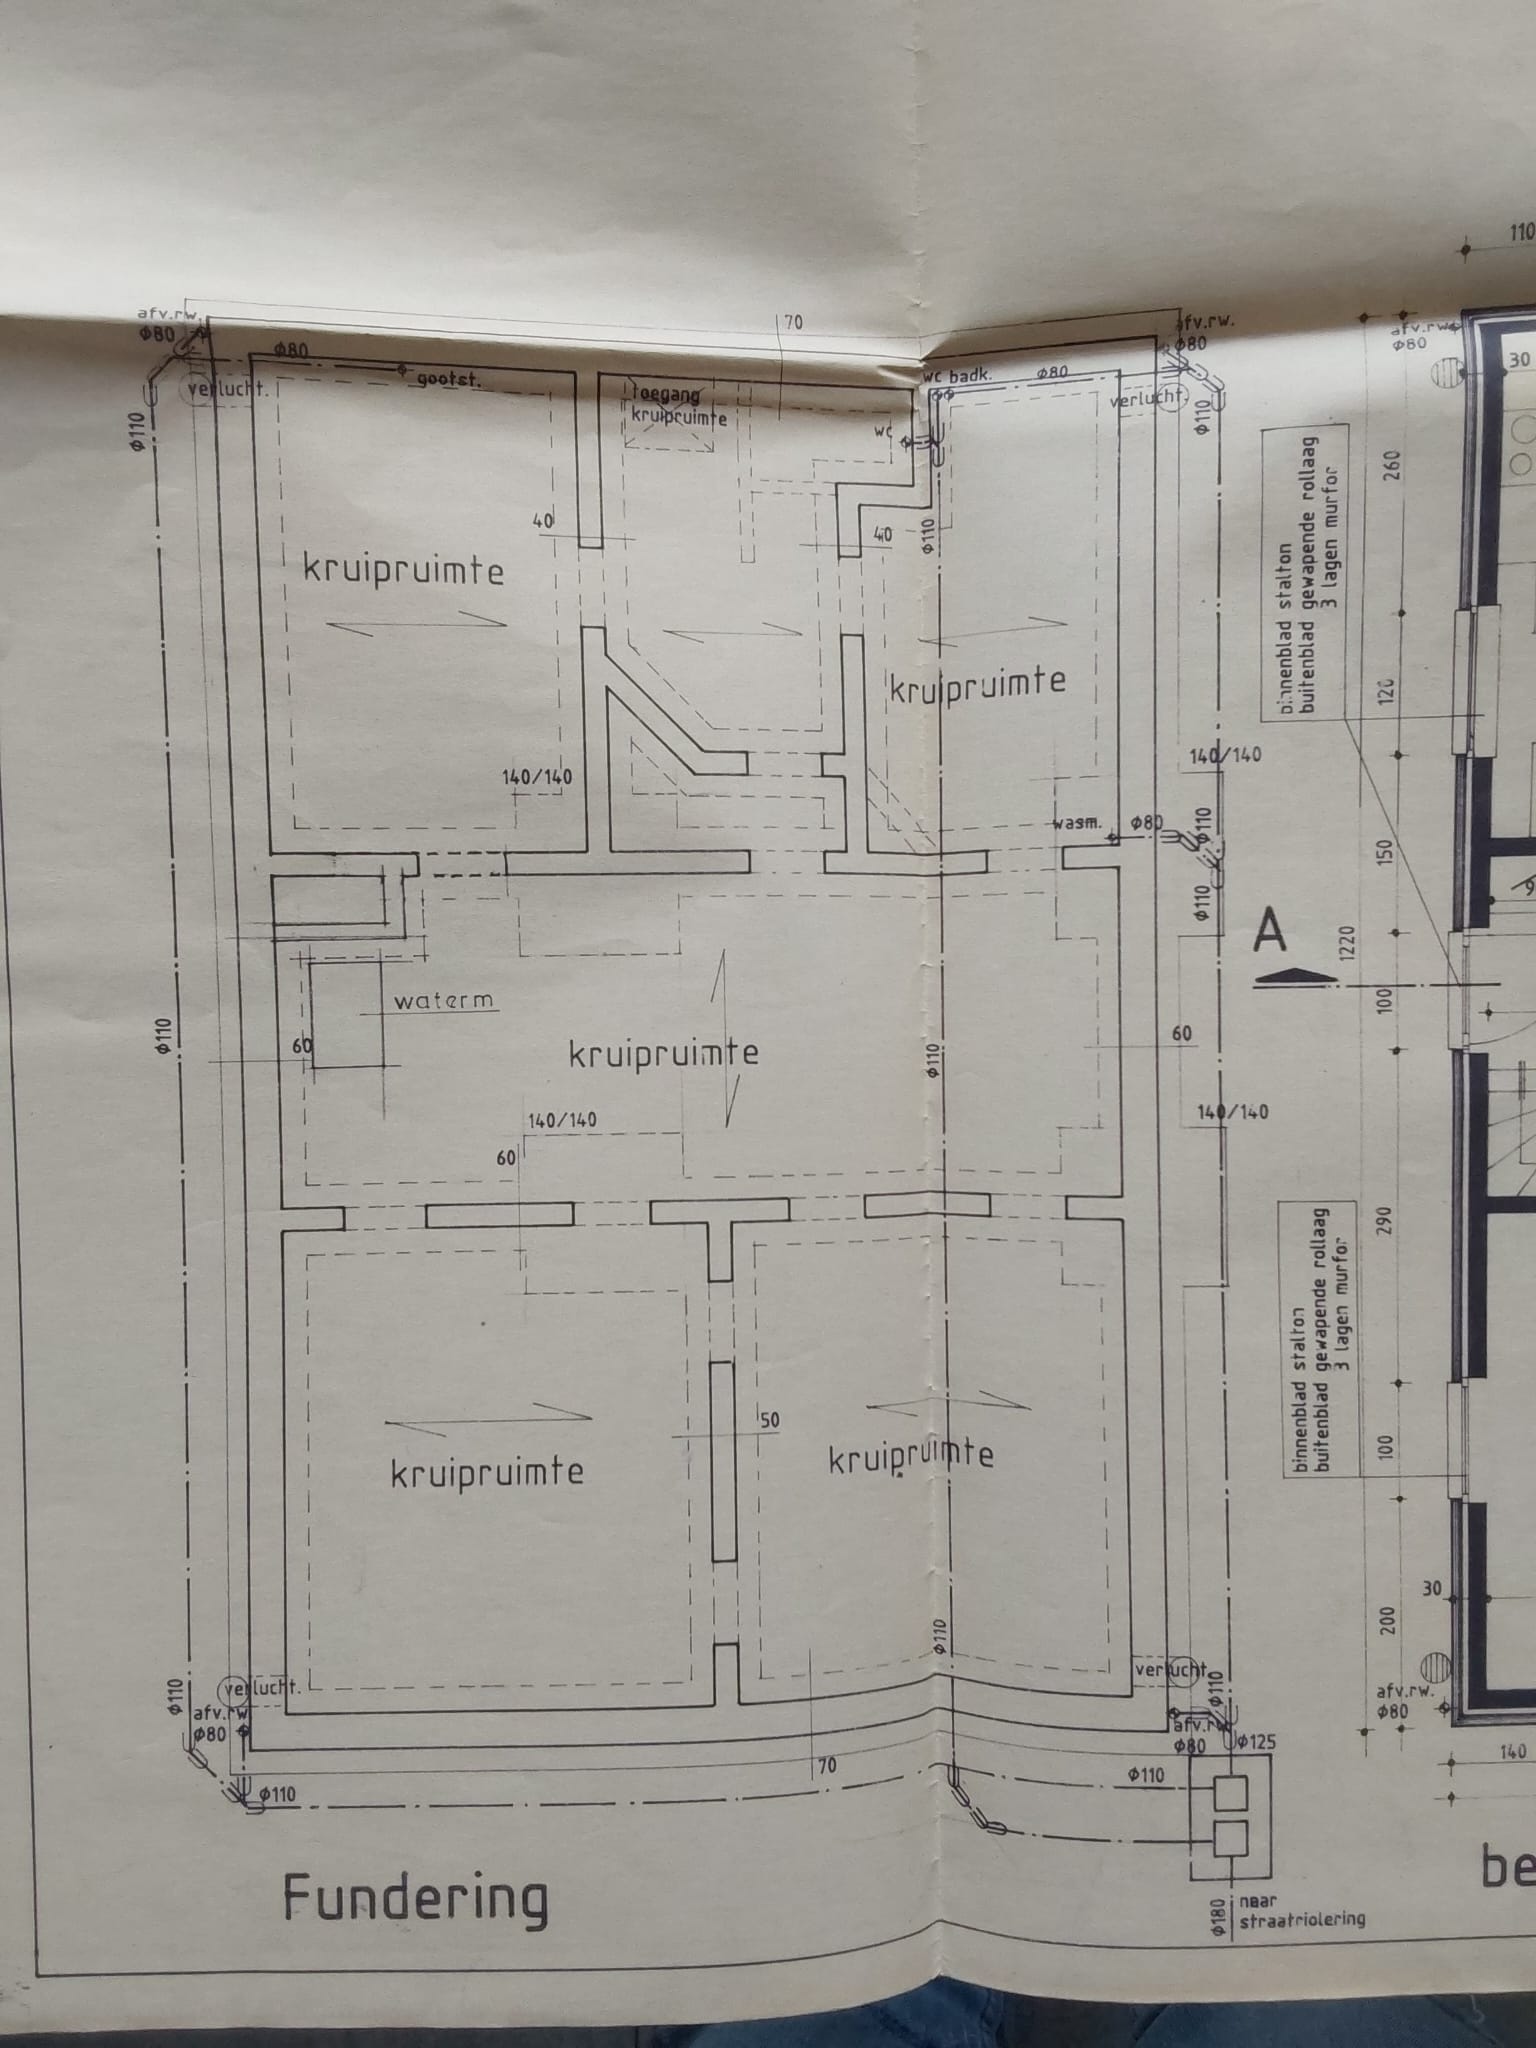 110
70
afv.rw.
Ø80
Ø80
gootst.
verlucht.
toegang
kruipruimte
wc badk.
Ø80
afv.rw.
Ø80
verlucht.
afv.rw.
Ø80
30
Ø110
Ø110
wc
260
40
40
Ø110
kruipruimte
kruipruimte
binnenblad stalton
buitenblad gewapende rollaag
3 lagen murfor
120
140/140
140/140
wasm.
Ø80
Ø110
150
Ø110
A
1220
waterm
100
60
kruipruimte
60
Ø110
Ø110
140/140
140/140
60
290
binnenblad stalton
buitenblad gewapende rollaag
3 lagen murfor
50
kruipruimte
kruipruimte
100
30
200
Ø110
verlucht.
verlucht.
Ø110
Ø110
afv.rw
Ø80
afv.rw.
Ø80
Ø125
afv.rw.
Ø80
140
70
Ø110
Ø110
Fundering
be
Ø180
naar
straatriolering